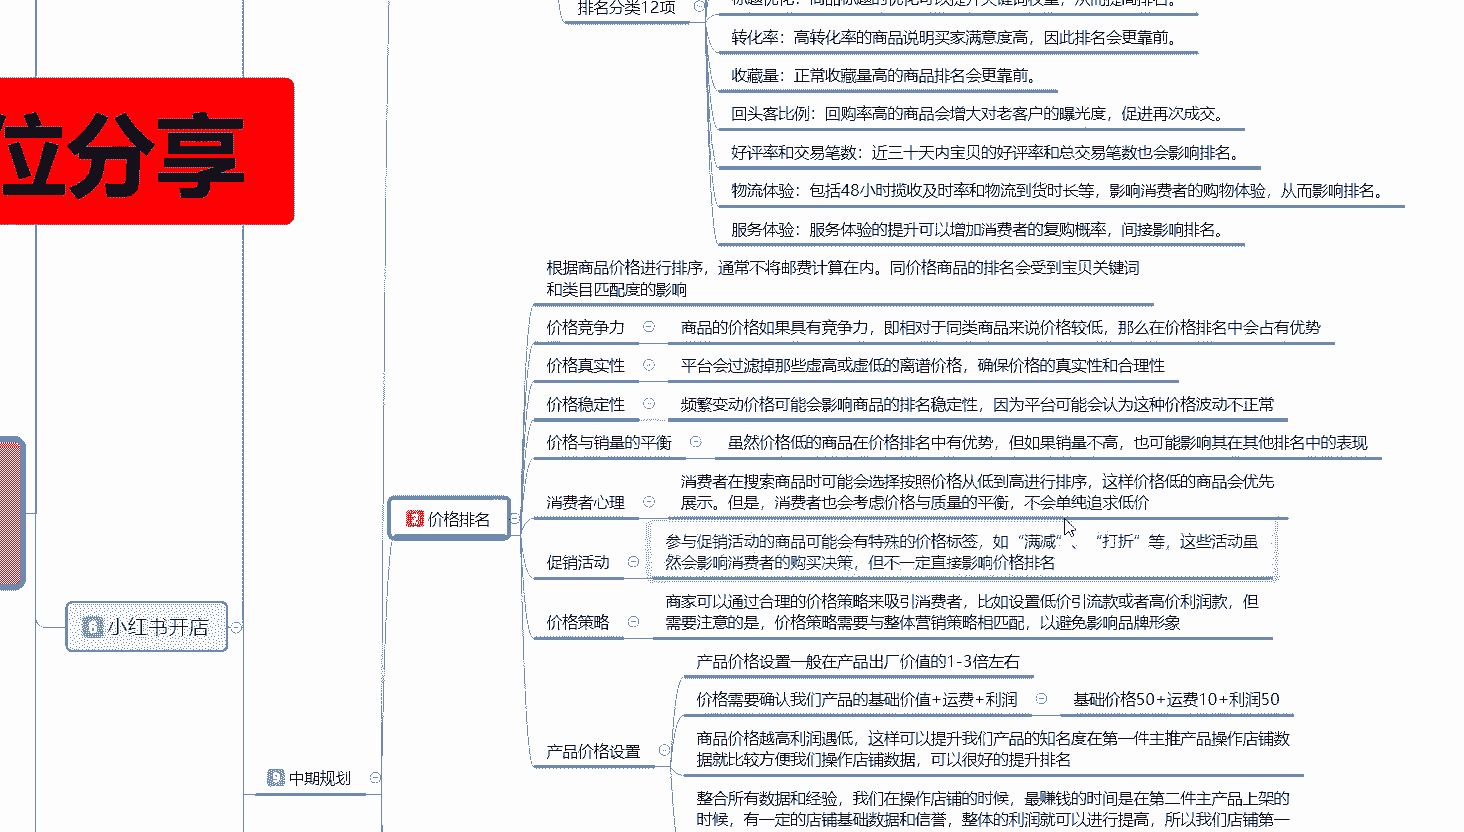 排名分类12项
标题优化：商品标题的优化可以提升关键词权重，从而提高排名。
转化率：高转化率的商品说明买家满意度高，因此排名会更靠前。
收藏量：正常收藏量高的商品排名会更靠前。
回头客比例：回购率高的商品会增大对老客户的曝光度，促进再次成交。
好评率和交易笔数：近三十天内宝贝的好评率和总交易笔数也会影响排名。
物流体验：包括48小时揽收及时率和物流到货时长等，影响消费者的购物体验，从而影响排名。
服务体验：服务体验的提升可以增加消费者的复购概率，间接影响排名。
位分享
根据商品价格进行排序，通常不将邮费计算在内。同价格商品的排名会受到宝贝关键词
和类目匹配度的影响
价格竞争力
商品的价格如果具有竞争力，即相对于同类商品来说价格较低，那么在价格排名中会占有优势
价格真实性
平台会过滤掉那些虚高或虚低的离谱价格，确保价格的真实性和合理性
价格稳定性
频繁变动价格可能会影响商品的排名稳定性，因为平台可能会认为这种价格波动不正常
价格与销量的平衡
虽然价格低的商品在价格排名中有优势，但如果销量不高，也可能影响其在其他排名中的表现
消费者心理
消费者在搜索商品时可能会选择按照价格从低到高进行排序，这样价格低的商品会优先
展示。但是，消费者也会考虑价格与质量的平衡，不会单纯追求低价
2 价格排名
促销活动
参与促销活动的商品可能会有特殊的价格标签，如“满减”、“打折”等，这些活动虽
然会影响消费者的购买决策，但不一定直接影响价格排名
价格策略
商家可以通过合理的价格策略来吸引消费者，比如设置低价引流款或者高价利润款，但
需要注意的是，价格策略需要与整体营销策略相匹配，以避免影响品牌形象
6 小红书开店
产品价格设置
产品价格设置一般在产品出厂价值的1-3倍左右
价格需要确认我们产品的基础价值+运费+利润
基础价格50+运费10+利润50
商品价格越高利润遇低，这样可以提升我们产品的知名度在第一件主推产品操作店铺数
据就比较方便我们操作店铺数据，可以很好的提升排名
9 中期规划
整合所有数据和经验，我们在操作店铺的时候，最赚钱的时间是在第二件主产品上架的
时候，有一定的店铺基础数据和信誉，整体的利润就可以进行提高，所以我们店铺第一